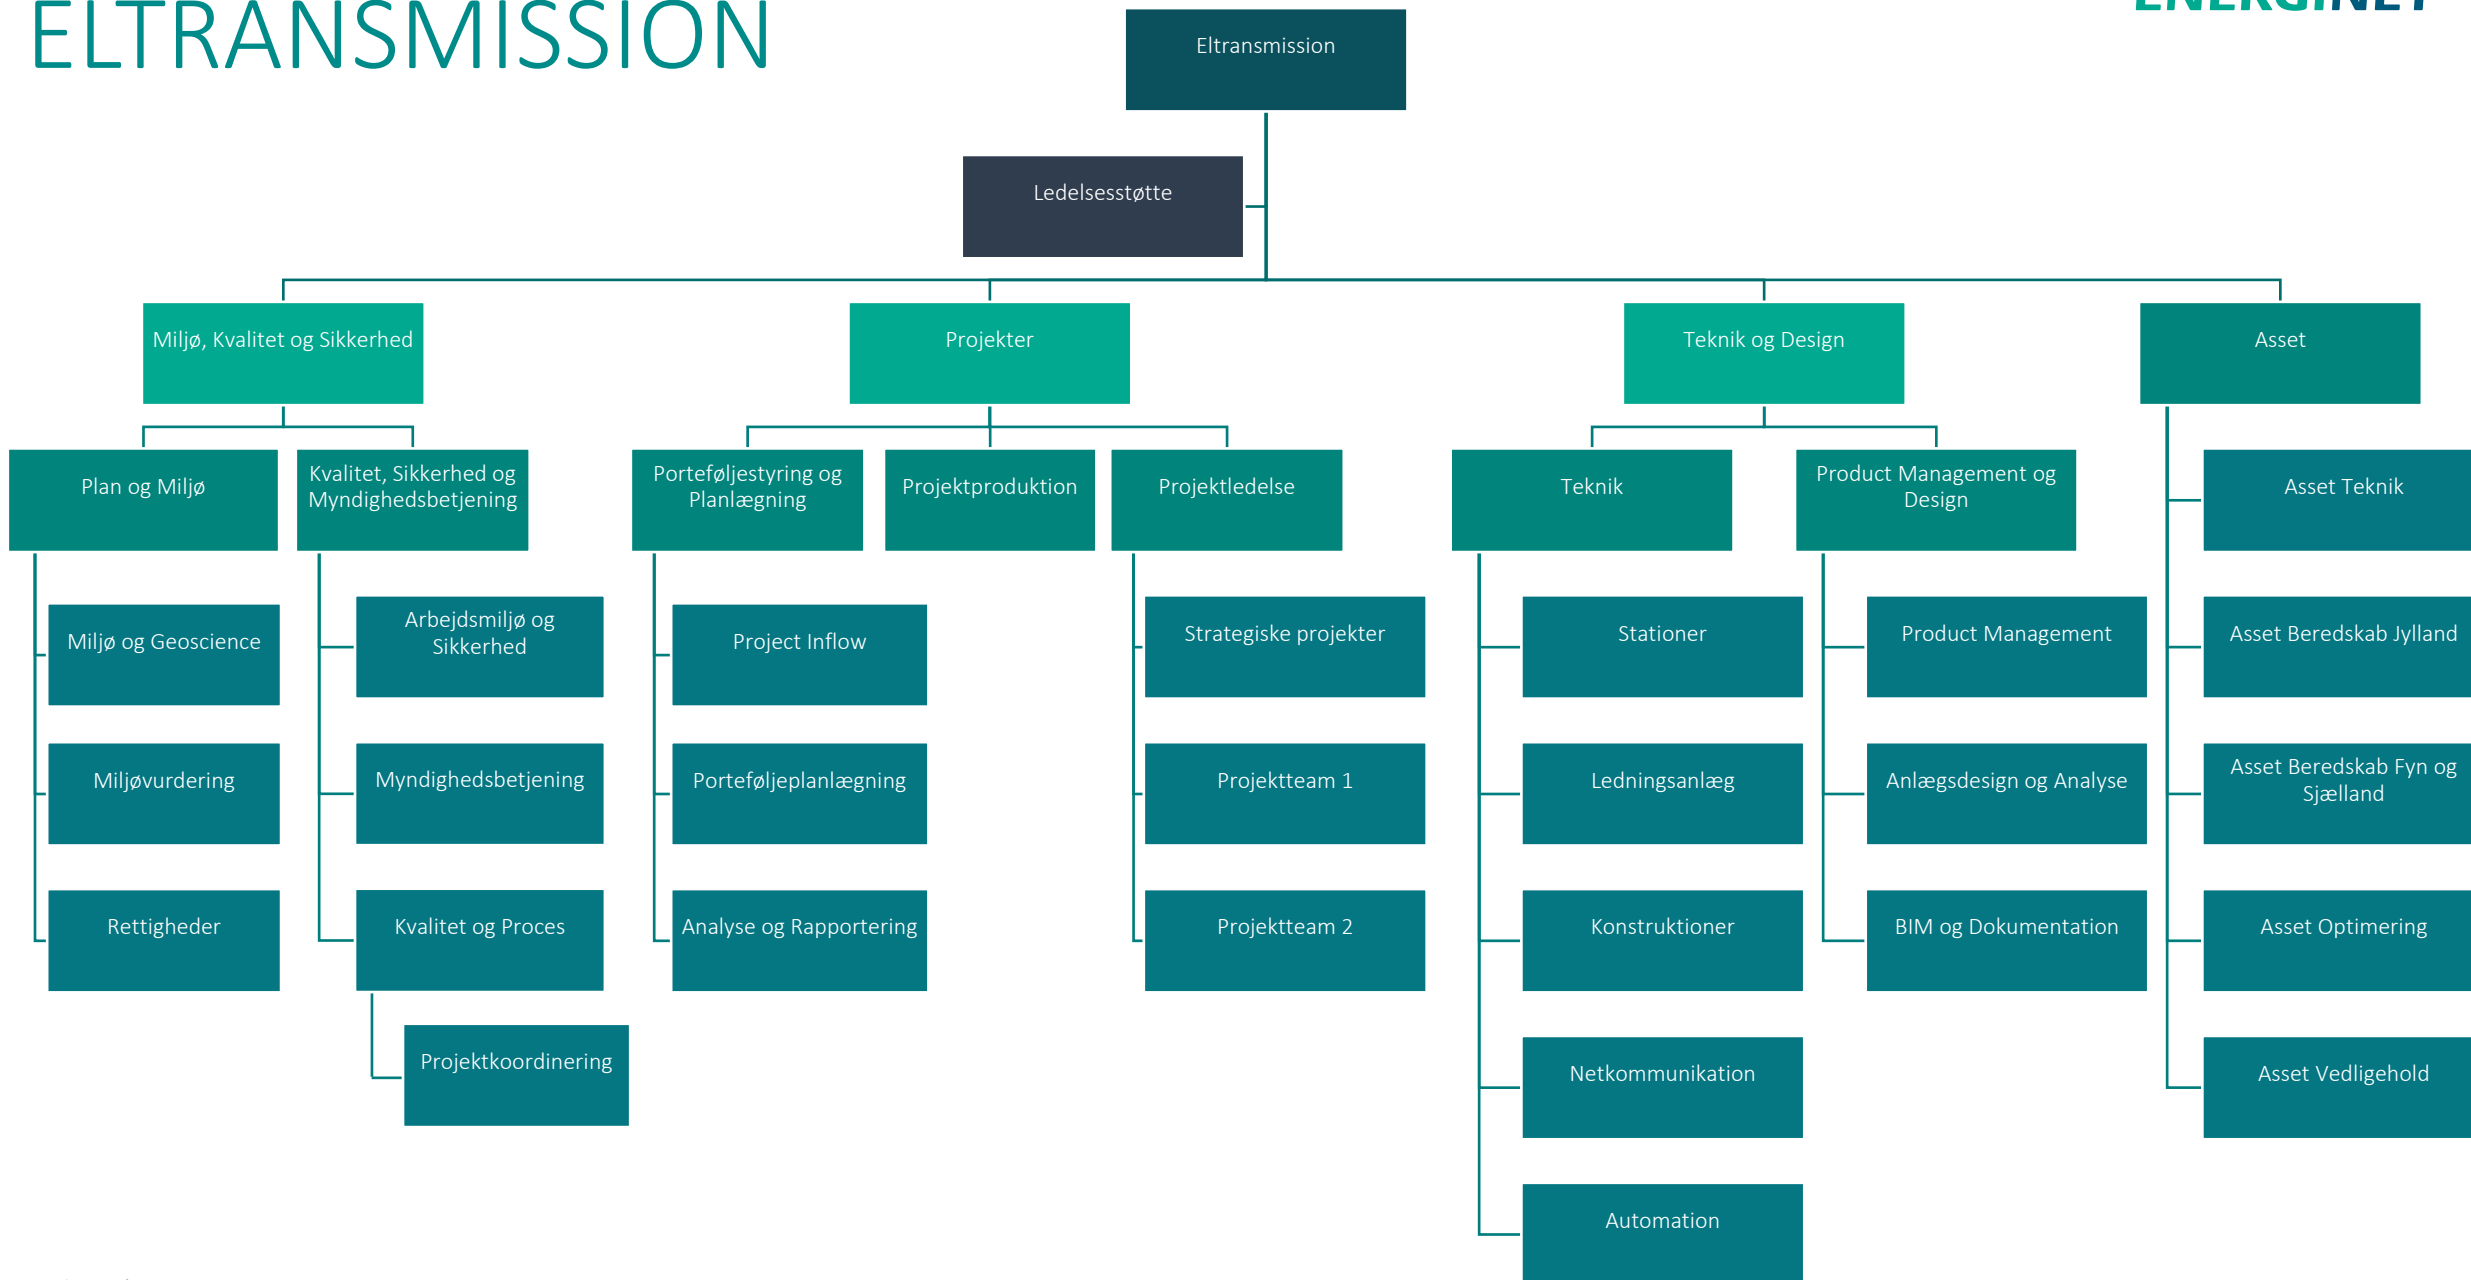 ELTRANSMISSION
ENERGINET
Eltransmission
Ledelsesstøtte
Miljø, Kvalitet og Sikkerhed
Projekter
Teknik og Design
Asset
Plan og Miljø
Kvalitet, Sikkerhed og
Myndighedsbetjening
Porteføljestyring og
Planlægning
Projektproduktion
Projektledelse
Teknik
Product Management og
Design
Asset Teknik
Miljø og Geoscience
Arbejdsmiljø og
Sikkerhed
Project Inflow
Strategiske projekter
Stationer
Product Management
Asset Beredskab Jylland
Miljøvurdering
Myndighedsbetjening
Porteføljeplanlægning
Projektteam 1
Ledningsanlæg
Anlægsdesign og Analyse
Asset Beredskab Fyn og
Sjælland
Rettigheder
Kvalitet og Proces
Analyse og Rapportering
Projektteam 2
Konstruktioner
BIM og Dokumentation
Asset Optimering
Projektkoordinering
Netkommunikation
Asset Vedligehold
Automation